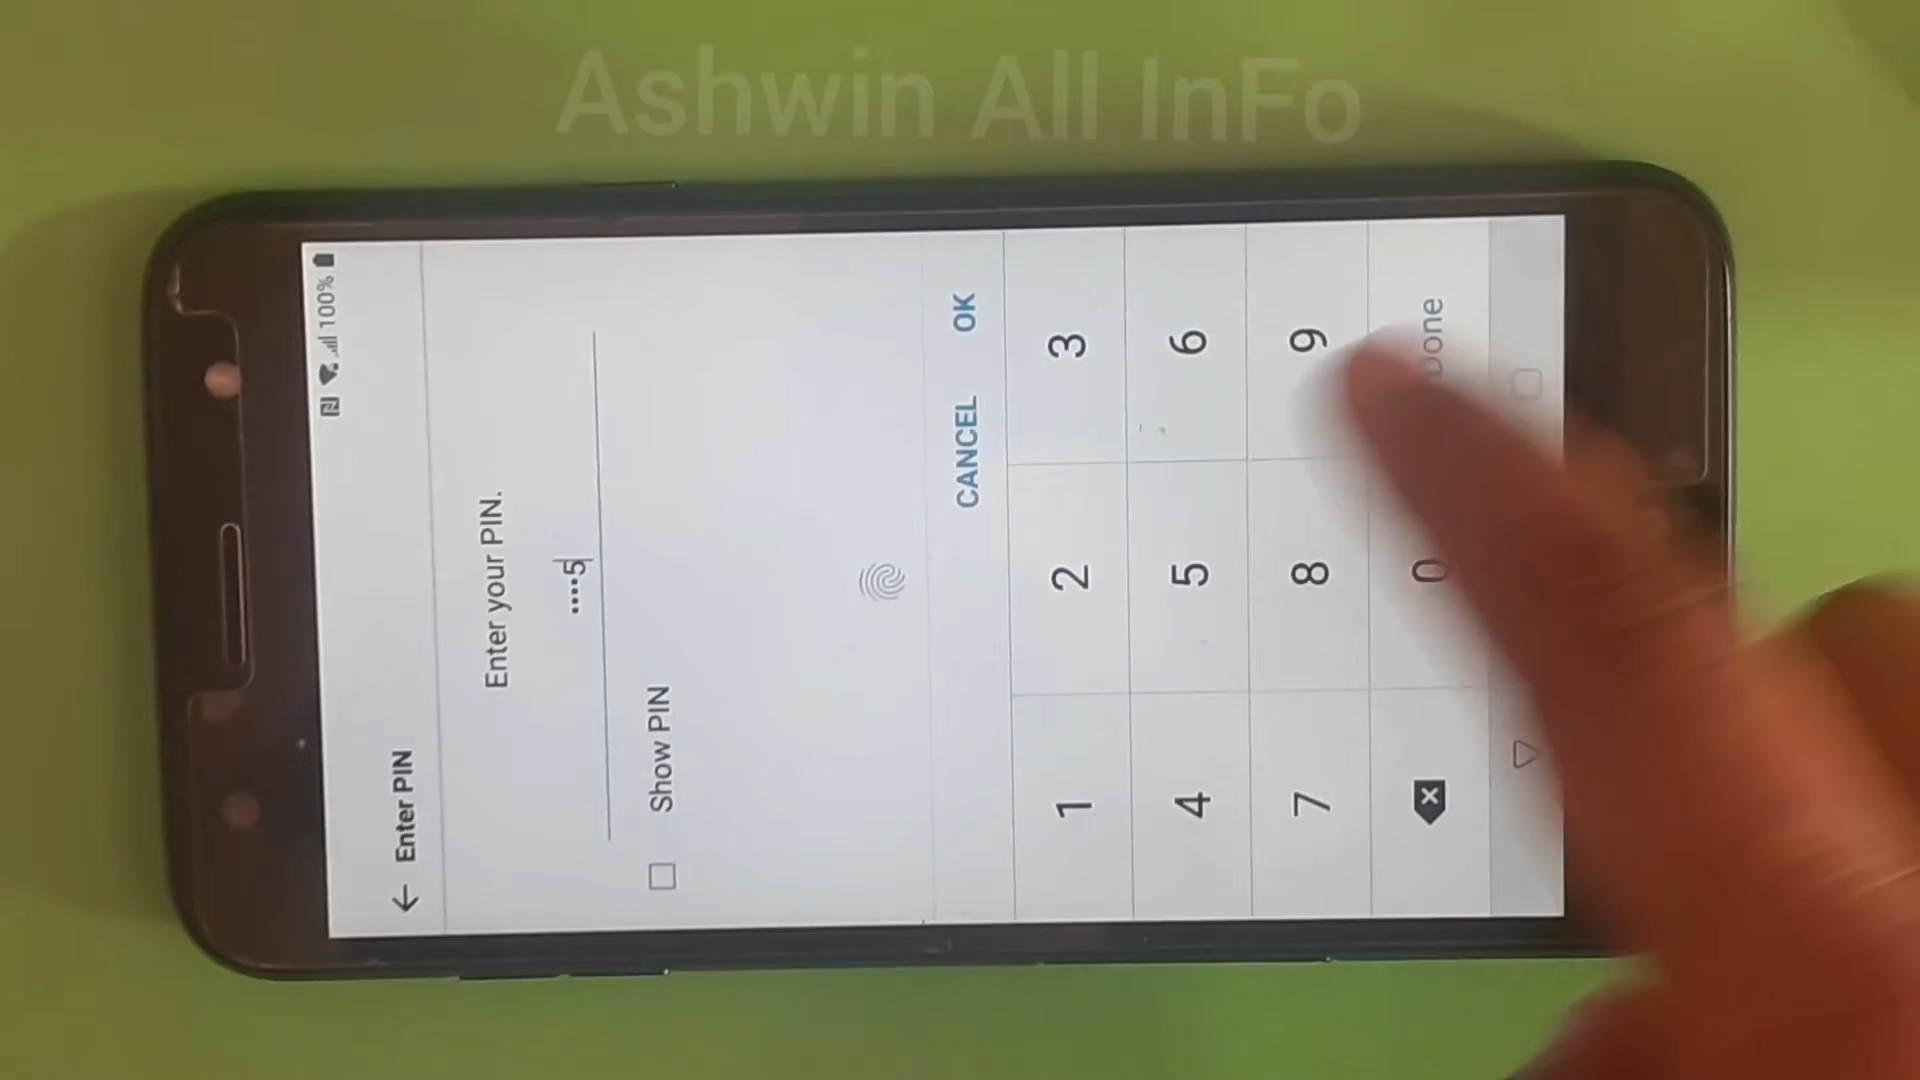 Ashwin All InFo
100%
Enter PIN
Enter your PIN.
••••5
Show PIN
CANCEL OK
1 2 3
4 5 6
7 8 9
0 Done